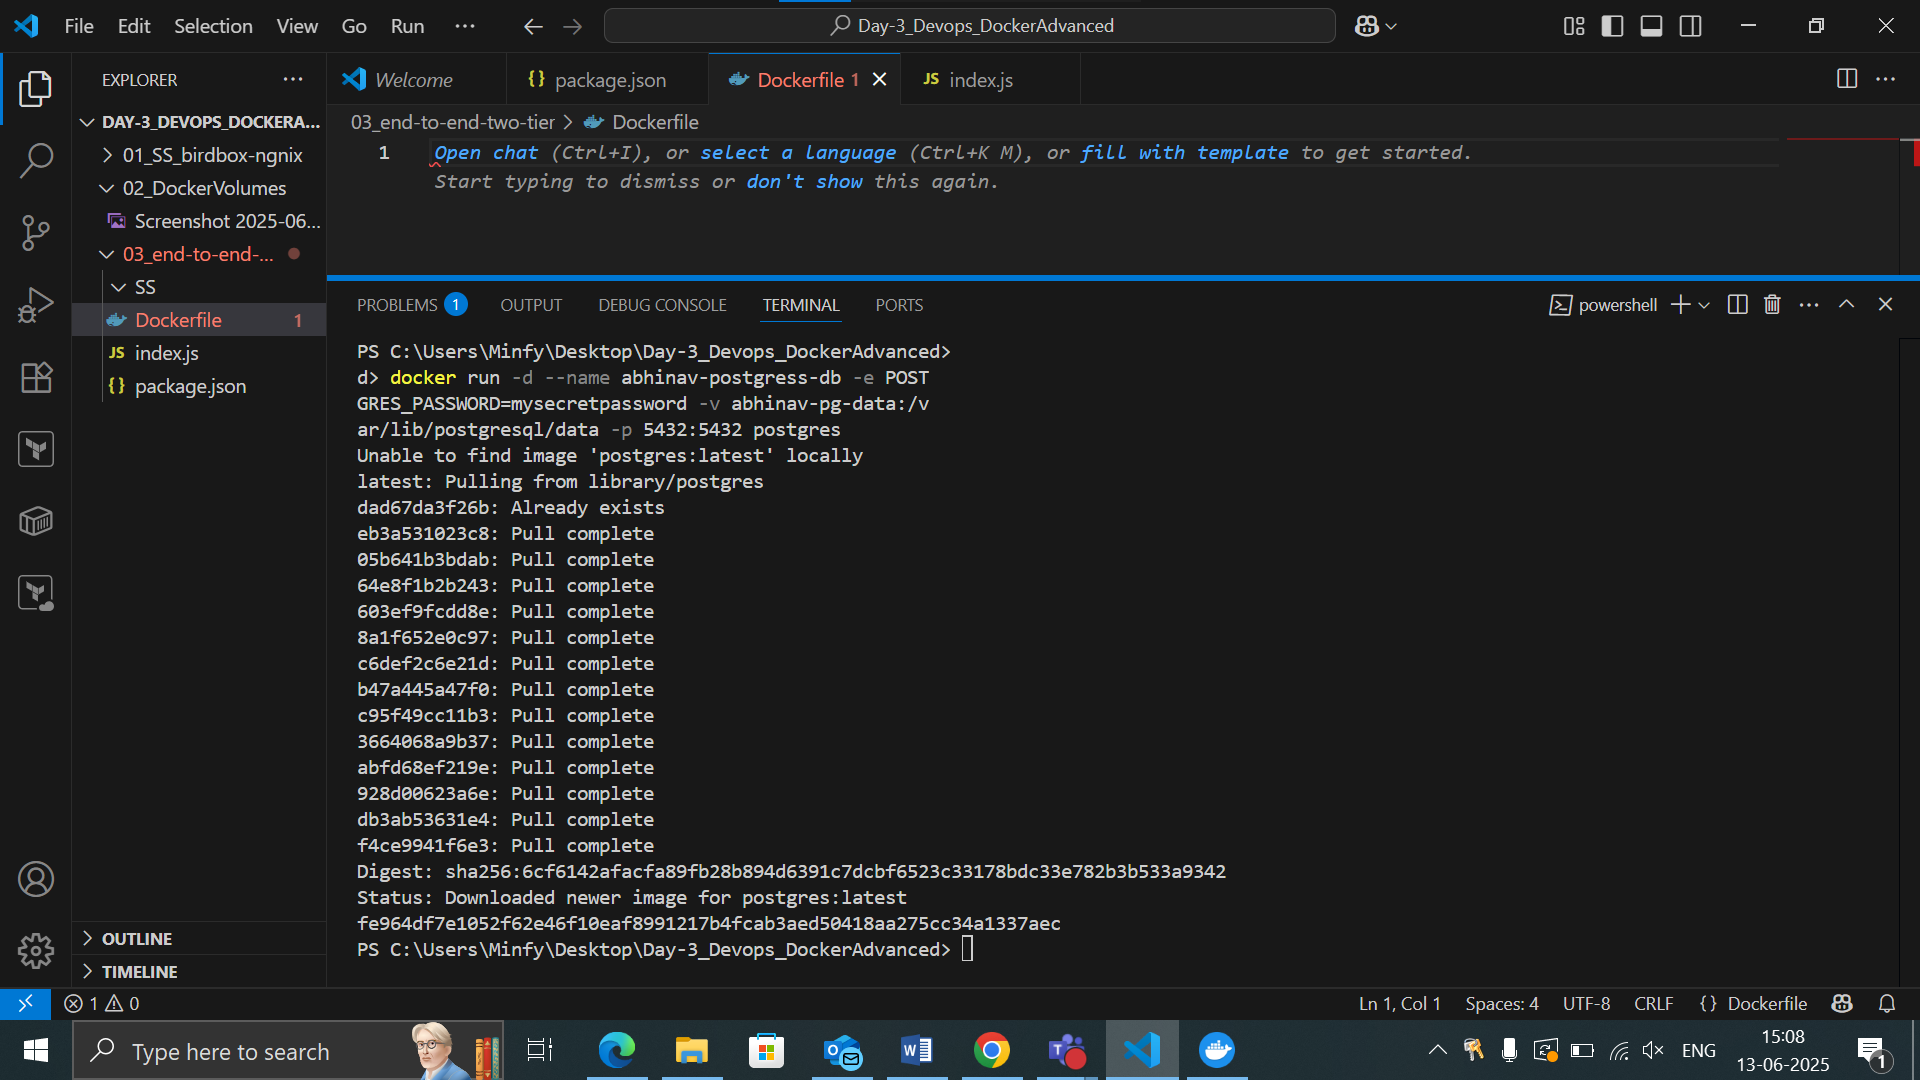 File Edit Selection View Go Run ···
Day-3_Devops_DockerAdvanced
EXPLORER ···
Welcome
{} package.json
Dockerfile 1
JS index.js
DAY-3_DEVOPS_DOCKERA...
01_SS_birdbox-ngnix
02_DockerVolumes
Screenshot 2025-06...
03_end-to-end-...
SS
Dockerfile 1
JS index.js
{} package.json
OUTLINE
TIMELINE
03_end-to-end-two-tier > Dockerfile
1 Open chat (Ctrl+I), or select a language (Ctrl+K M), or fill with template to get started.
Start typing to dismiss or don't show this again.
PROBLEMS 1 OUTPUT DEBUG CONSOLE TERMINAL PORTS
powershell
PS C:\Users\Minfy\Desktop\Day-3_Devops_DockerAdvanced>
d> docker run -d --name abhinav-postgress-db -e POST
GRES_PASSWORD=mysecretpassword -v abhinav-pg-data:/v
ar/lib/postgresql/data -p 5432:5432 postgres
Unable to find image 'postgres:latest' locally
latest: Pulling from library/postgres
dad67da3f26b: Already exists
eb3a531023c8: Pull complete
05b641b3bdab: Pull complete
64e8f1b2b243: Pull complete
603ef9fcdd8e: Pull complete
8a1f652e0c97: Pull complete
c6def2c6e21d: Pull complete
b47a445a47f0: Pull complete
c95f49cc11b3: Pull complete
3664068a9b37: Pull complete
abfd68ef219e: Pull complete
928d00623a6e: Pull complete
db3ab53631e4: Pull complete
f4ce9941f6e3: Pull complete
Digest: sha256:6cf6142afacfa89fb28b894d6391c7dcbf6523c33178bdc33e782b3b533a9342
Status: Downloaded newer image for postgres:latest
fe964df7e1052f62e46f10eaf8991217b4fcab3aed50418aa275cc34a1337aec
PS C:\Users\Minfy\Desktop\Day-3_Devops_DockerAdvanced>
1 0
Ln 1, Col 1 Spaces: 4 UTF-8 CRLF {} Dockerfile
Type here to search
ENG
15:08
13-06-2025
1